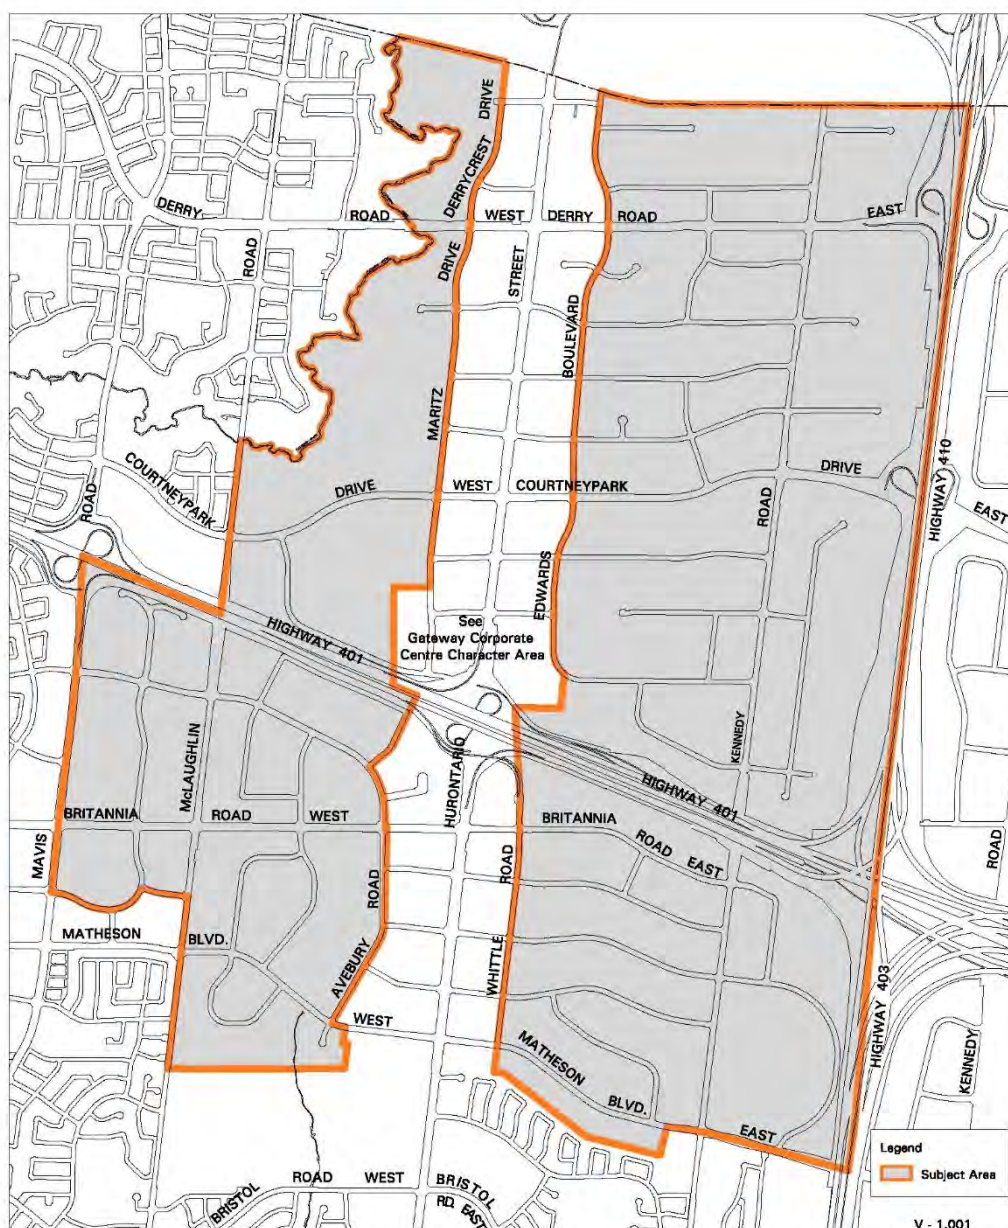 DRIVE
DERRYCREST
DERRY
ROAD
WEST
DERRY
ROAD
EAST
ROAD
DRIVE
STREET
BOULEVARD
MARITZ
HIGHWAY 410
COURTNEYPARK
DRIVE
WEST
COURTNEYPARK
DRIVE
EAST
ROAD
ROAD
EDWARDS
See
Gateway Corporate
Centre Character Area
HIGHWAY 401
KENNEDY
HIGHWAY 401
McLAUGHLIN
HURONTARIO
BRITANNIA
ROAD
WEST
BRITANNIA
ROAD
EAST
MAVIS
ROAD
ROAD
ROAD
MATHESON
BLVD.
AVEBURY
WHITTLE
WEST
MATHESON
BLVD.
EAST
HIGHWAY 403
KENNEDY
Legend
Subject Area
ROAD
WEST
BRISTOL
BRISTOL
RD. EAST
V - 1.001